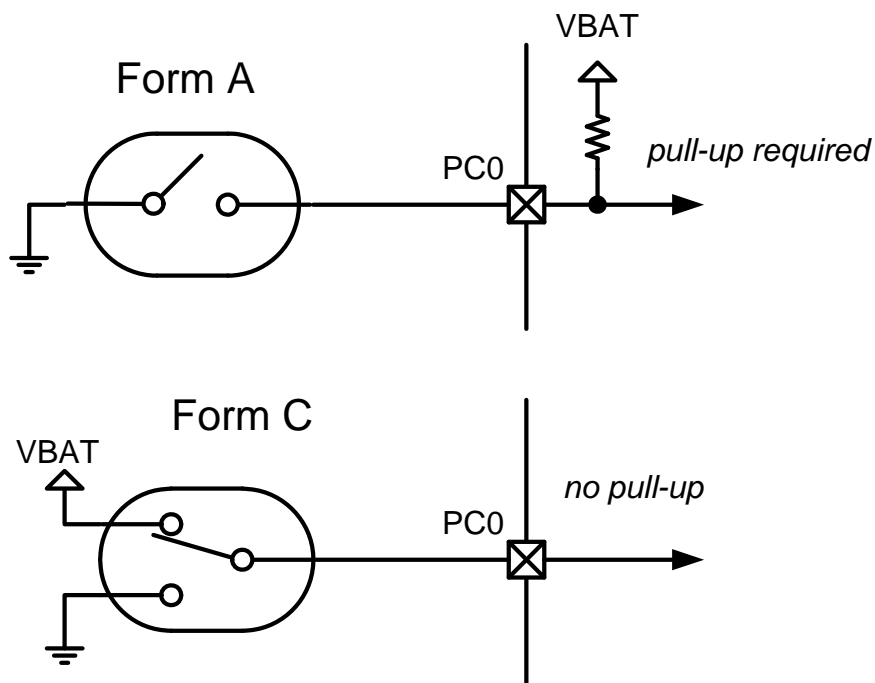 VBAT
Form A
pull-up required
PC0
Form C
VBAT
no pull-up
PC0